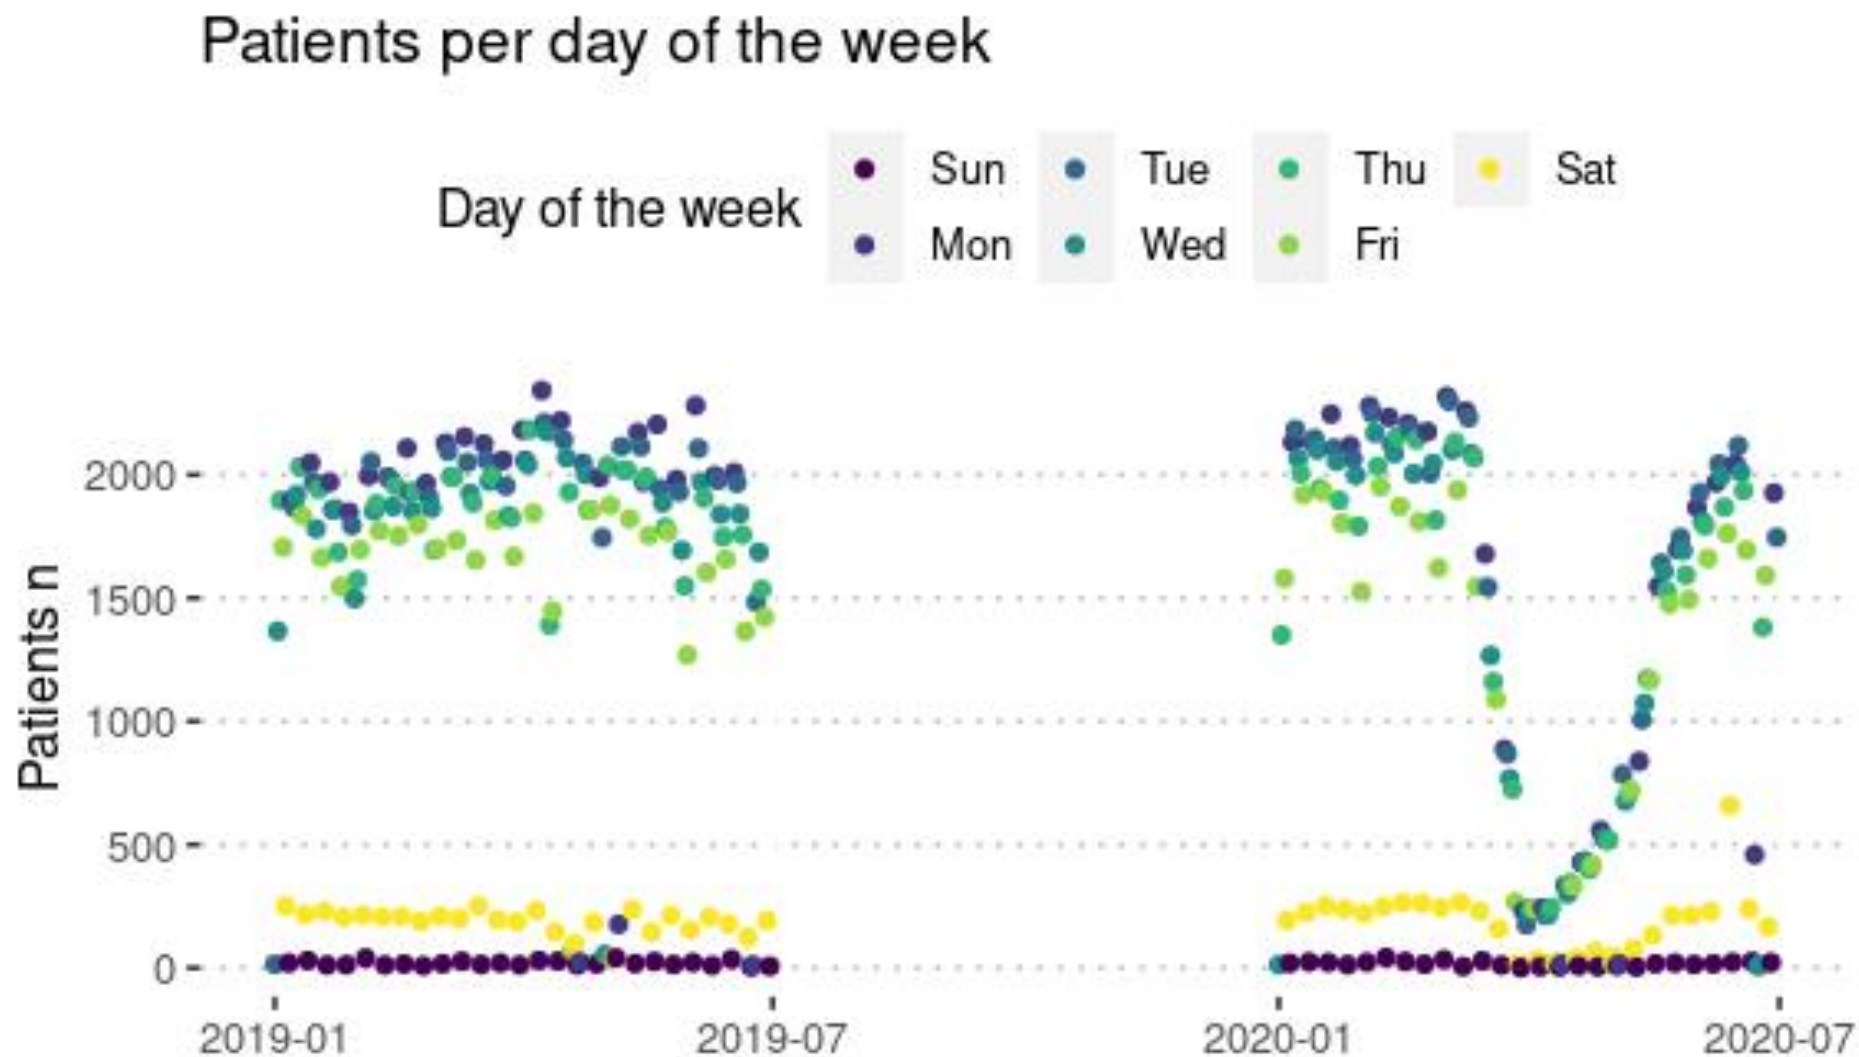 Patients per day of the week
Day of the week
Sun Tue Thu Sat
Mon Wed Fri
Patients n
2000
1500
1000
500
0
2019-01 2019-07 2020-01 2020-07